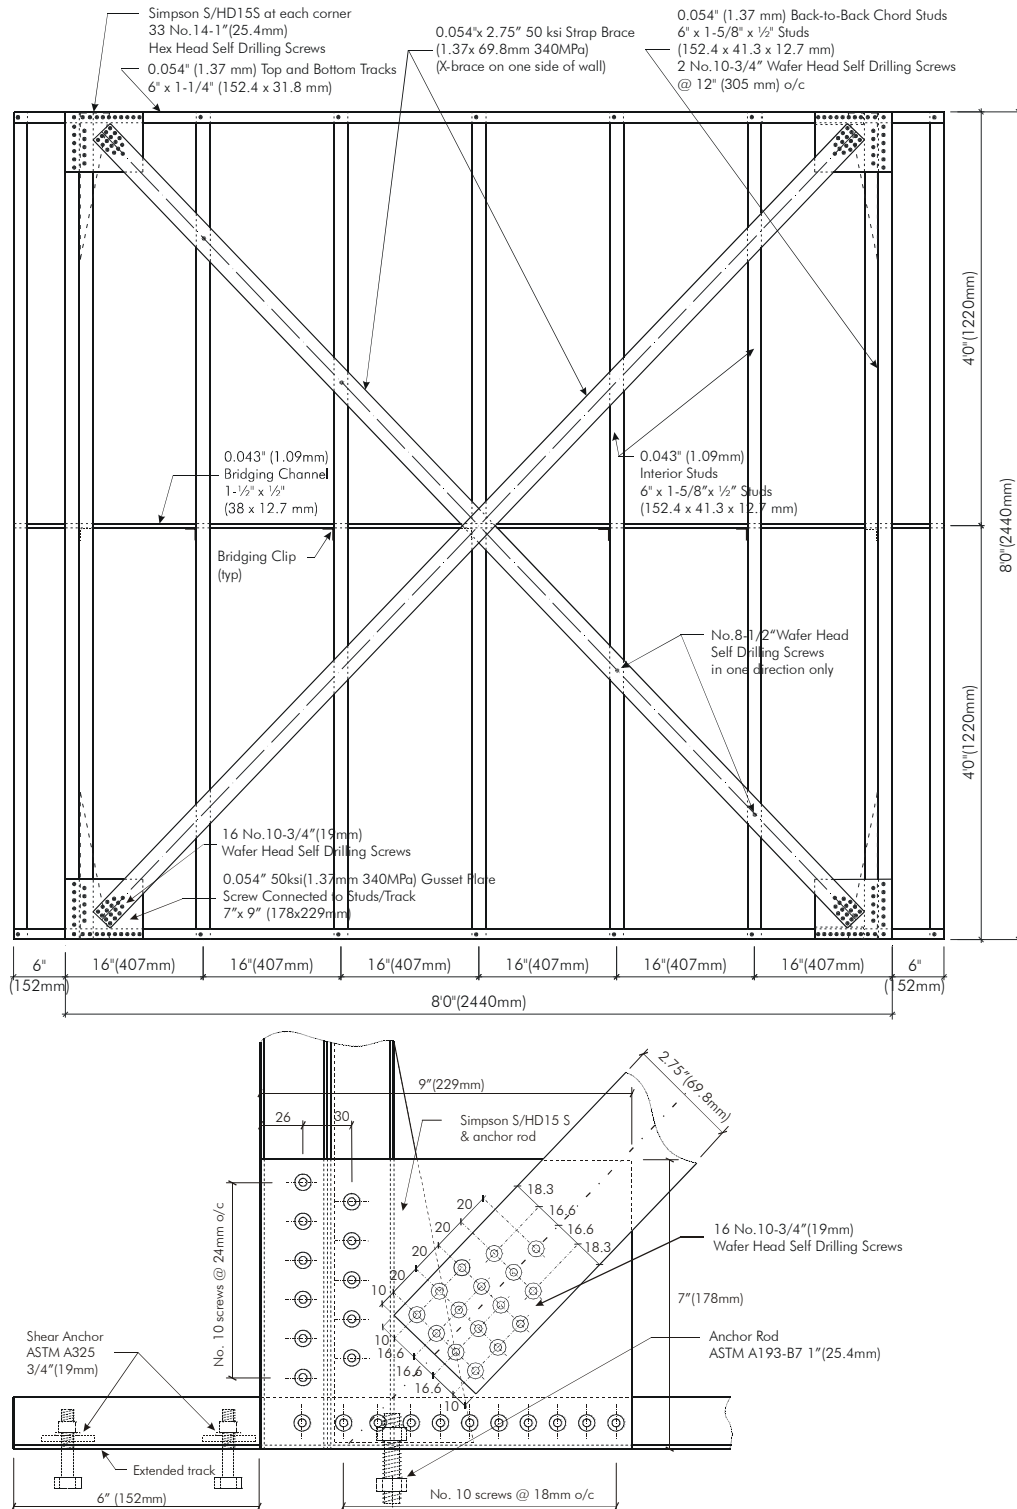 Simpson S/HD15S at each corner
33 No.14-1"(25.4mm)
Hex Head Self Drilling Screws
0.054" (1.37 mm) Top and Bottom Tracks
6" x 1-1/4" (152.4 x 31.8 mm)
0.054"x 2.75" 50 ksi Strap Brace
(1.37x 69.8mm 340MPa)
(X-brace on one side of wall)
0.054" (1.37 mm) Back-to-Back Chord Studs
6" x 1-5/8" x ½" Studs
(152.4 x 41.3 x 12.7 mm)
2 No.10-3/4" Wafer Head Self Drilling Screws
@ 12" (305 mm) o/c
4'0"(1220mm)
8'0"(2440mm)
4'0"(1220mm)
0.043" (1.09mm)
Bridging Channel
1-½" x ½"
(38 x 12.7 mm)
0.043" (1.09mm)
Interior Studs
6" x 1-5/8"x ½" Studs
(152.4 x 41.3 x 12.7 mm)
Bridging Clip
(typ)
No.8-1/2"Wafer Head
Self Drilling Screws
in one direction only
16 No.10-3/4"(19mm)
Wafer Head Self Drilling Screws
0.054" 50ksi(1.37mm 340MPa) Gusset Plate
Screw Connected to Studs/Track
7"x 9" (178x229mm)
6"
(152mm)
16"(407mm)
16"(407mm)
16"(407mm)
16"(407mm)
16"(407mm)
16"(407mm)
6"
(152mm)
8'0"(2440mm)
9"(229mm)
2.75"(69.8mm)
26
30
Simpson S/HD15 S
& anchor rod
No. 10 screws @ 24mm o/c
20
20
20
20
10
18.3
16.6
16.6
18.3
10
16.6
16.6
16.6
10
16 No.10-3/4"(19mm)
Wafer Head Self Drilling Screws
7"(178mm)
Shear Anchor
ASTM A325
3/4"(19mm)
Anchor Rod
ASTM A193-B7 1"(25.4mm)
Extended track
6" (152mm)
No. 10 screws @ 18mm o/c